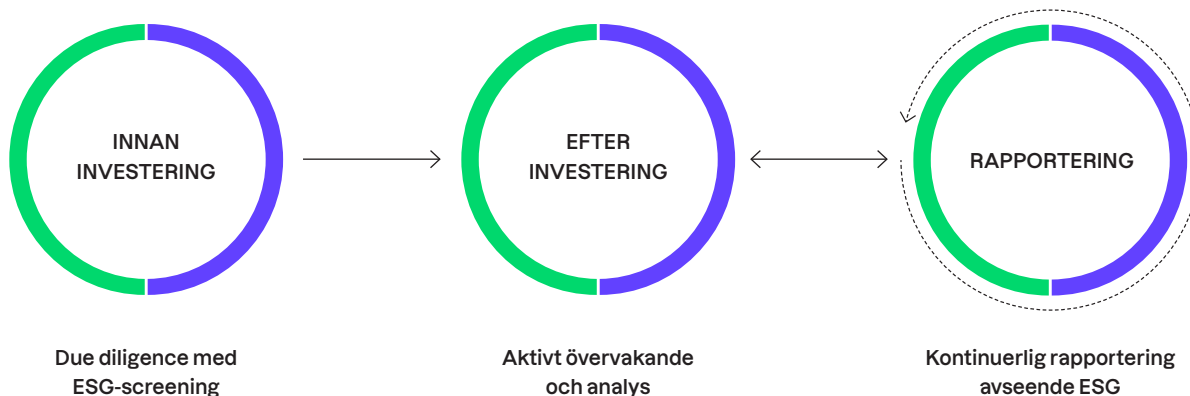 INNAN
INVESTERING
EFTER
INVESTERING
RAPPORTERING
Due diligence med
ESG-screening
Aktivt övervakande
och analys
Kontinuerlig rapportering
avseende ESG